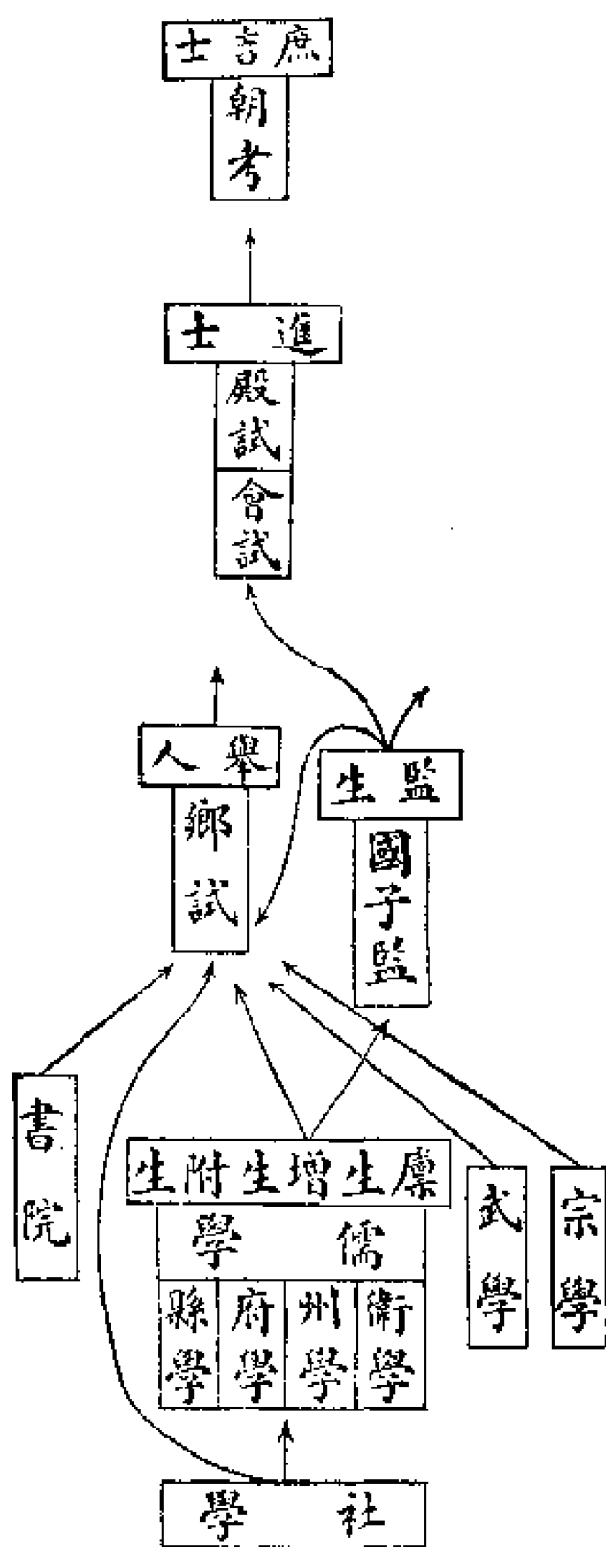 庶吉士
朝考
進士
殿試
會試
舉人
鄉試
監生
國子監
書院
廩生增生附生
儒學
衛學
州學
府學
縣學
武學
宗學
社學